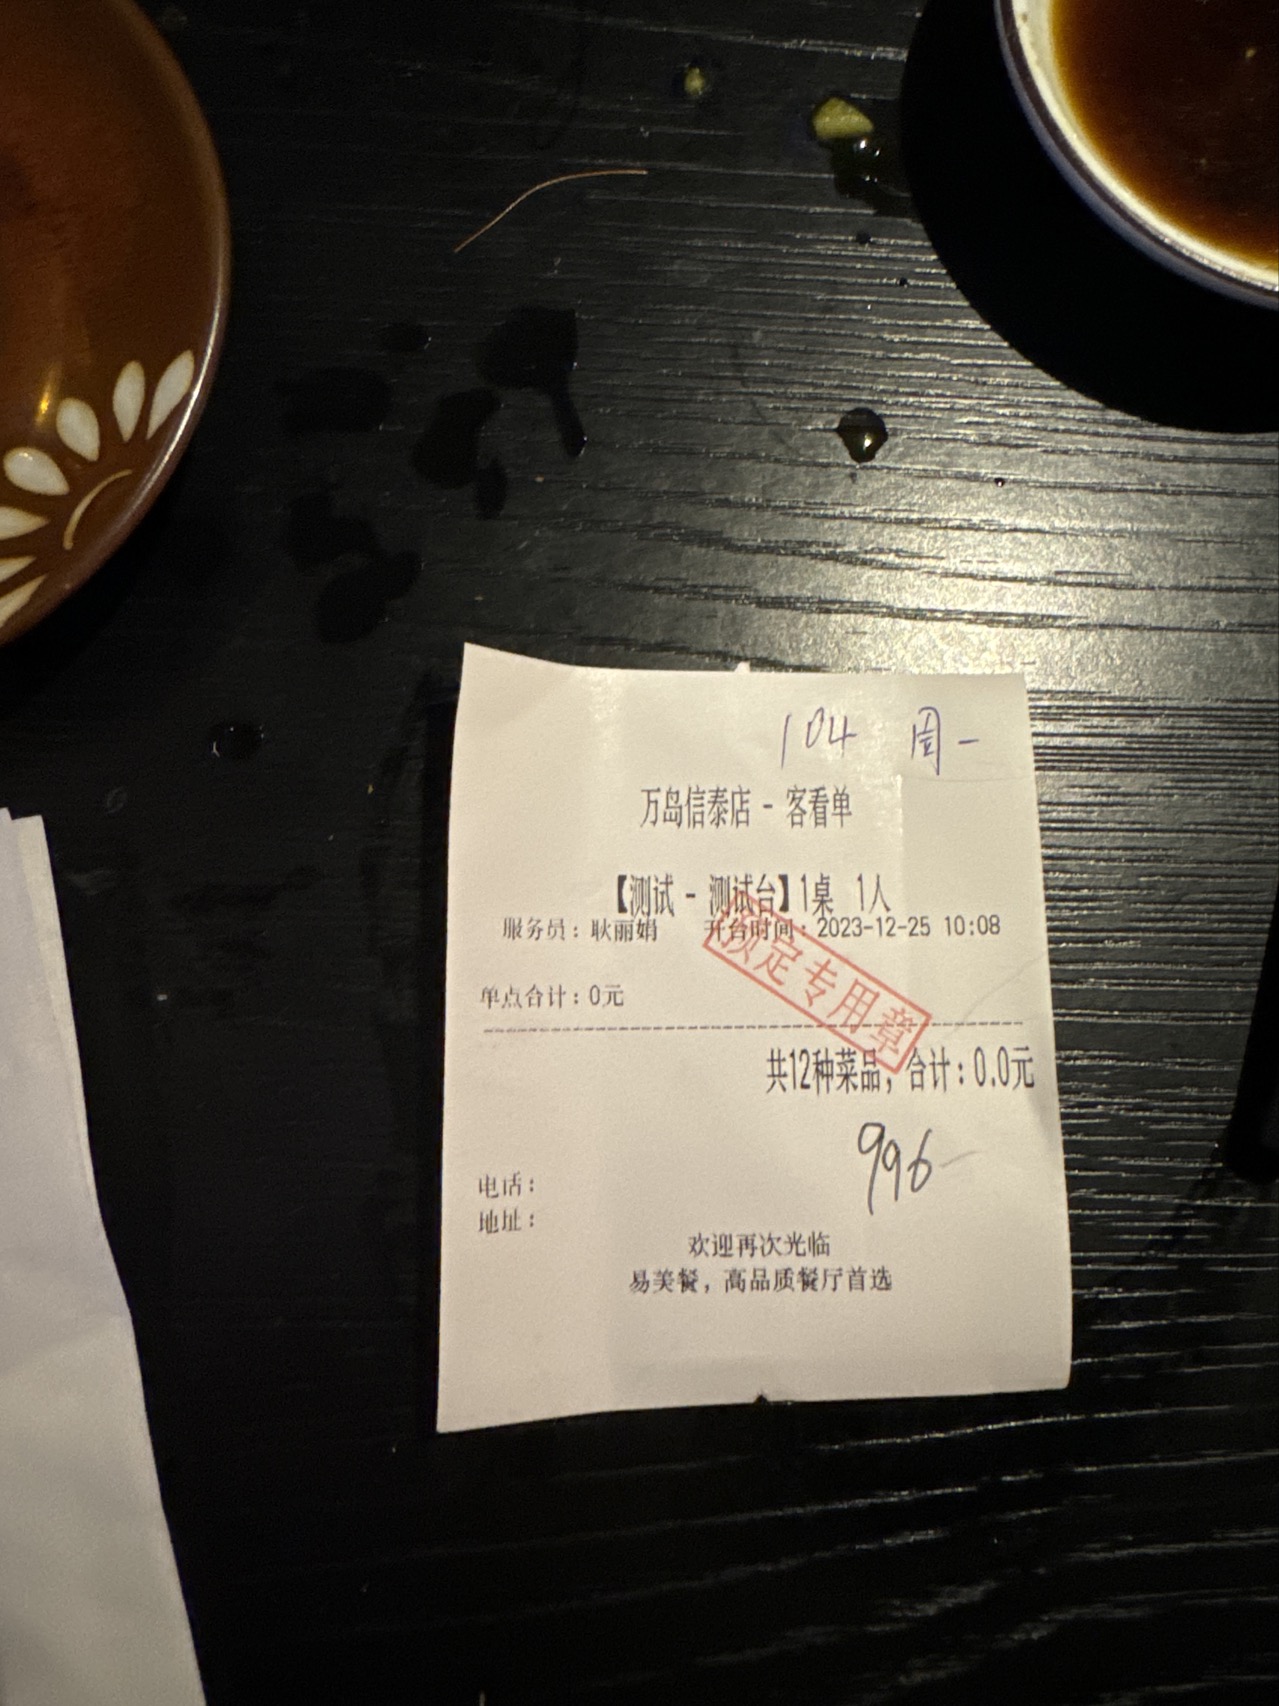 104 周一
万岛信泰店 - 客看单
【测试 - 测试台】1桌 1人
服务员：耿丽娟 开台时间：2023-12-25 10:08
预定专用章
单点合计：0元
共12种菜品，合计：0.0元
996
电话：
地址：
欢迎再次光临
易美餐，高品质餐厅首选